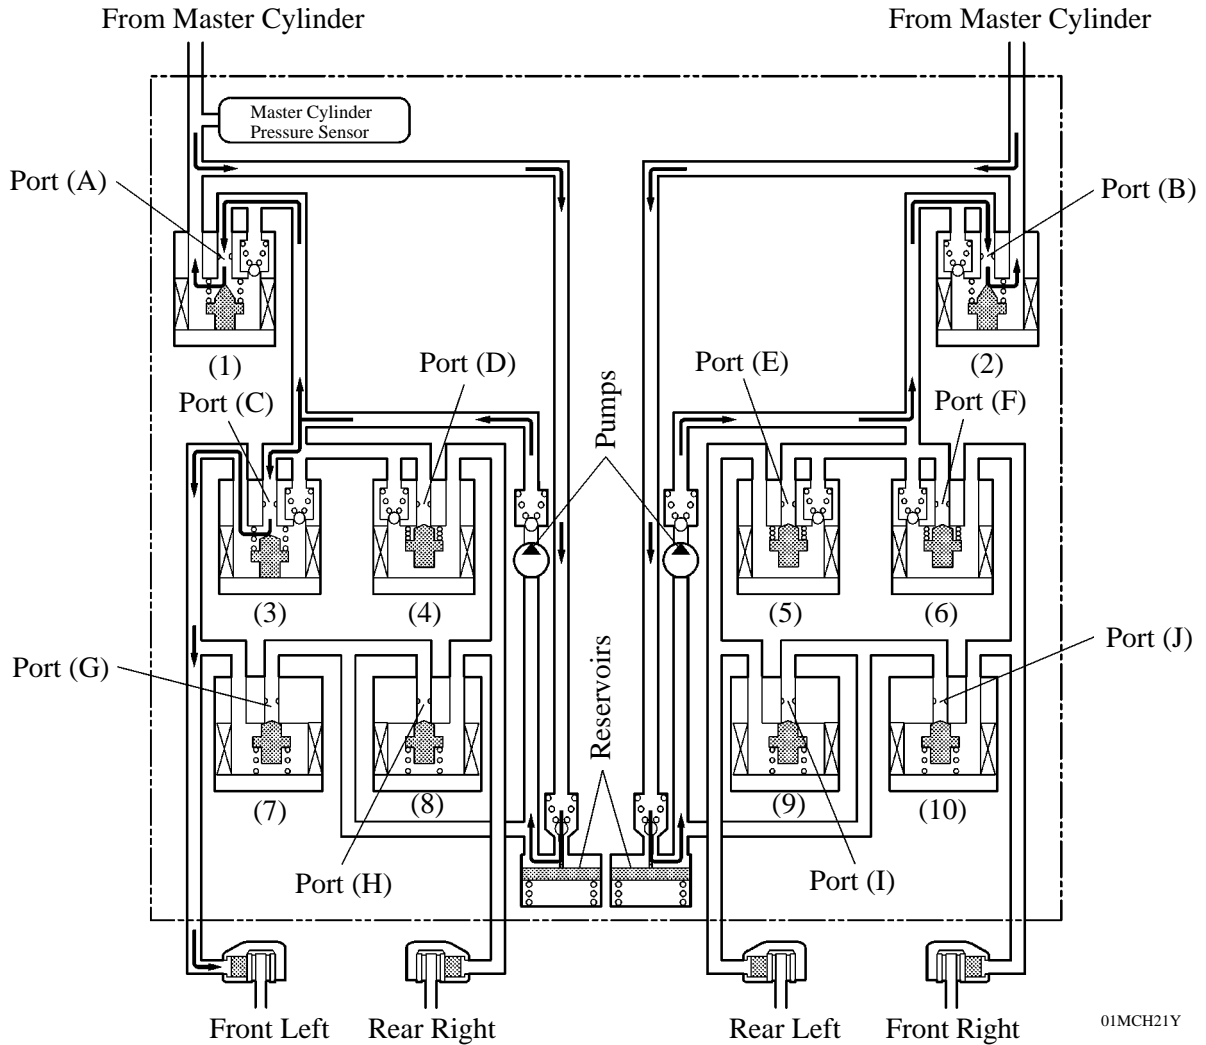 From Master Cylinder
From Master Cylinder
Master Cylinder
Pressure Sensor
Port (A)
Port (B)
(1)
(2)
Port (C)
Port (D)
Pumps
Port (E)
Port (F)
(3)
(4)
(5)
(6)
Port (G)
Reservoirs
Port (J)
(7)
(8)
(9)
(10)
Port (H)
Port (I)
Front Left
Rear Right
Rear Left
Front Right
01MCH21Y